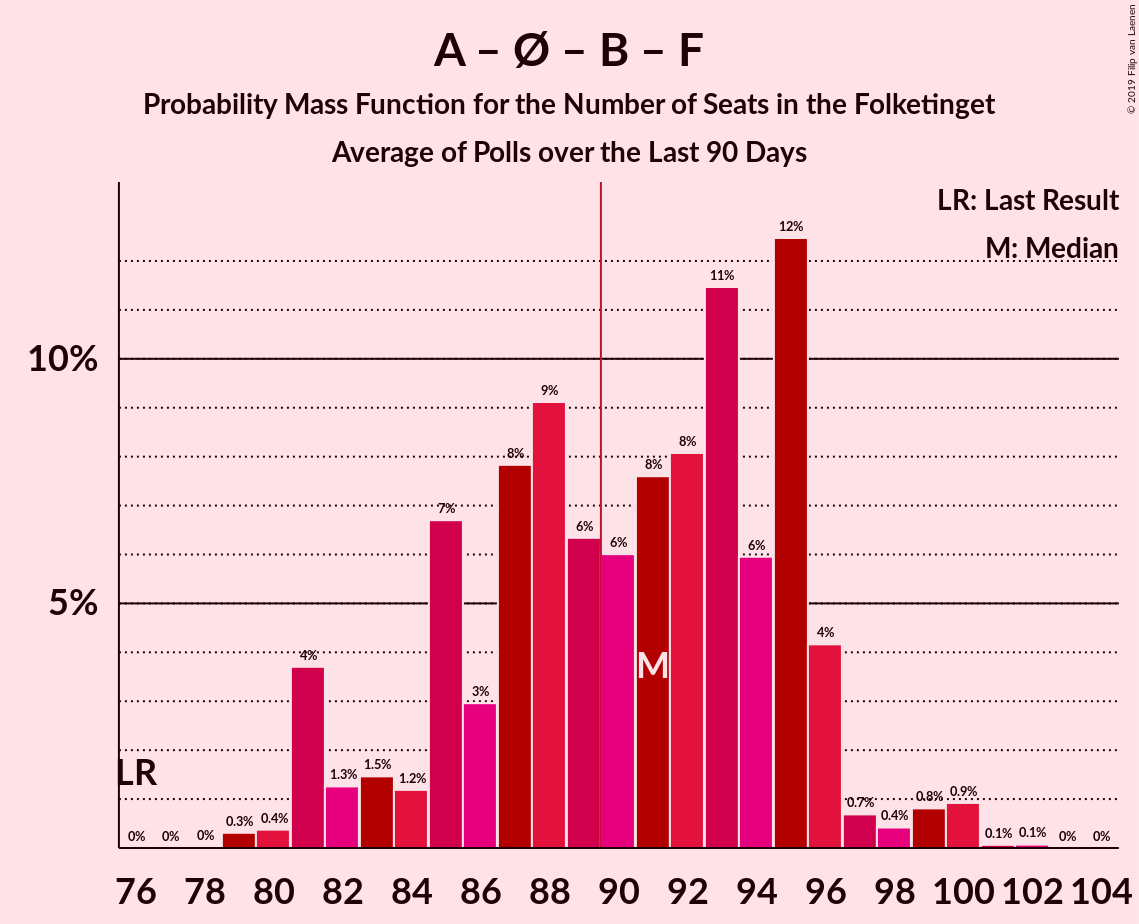 A – Ø – B – F
Probability Mass Function for the Number of Seats in the Folketinget
Average of Polls over the Last 90 Days
© 2019 Filip van Laenen
LR: Last Result
M: Median
10%
5%
LR
M
0% 0% 0% 0.3% 0.4% 4% 1.3% 1.5% 1.2% 7% 3% 8% 9% 6% 6% 8% 8% 11% 6% 12% 4% 0.7% 0.4% 0.8% 0.9% 0.1% 0.1% 0% 0%
76 78 80 82 84 86 88 90 92 94 96 98 100 102 104